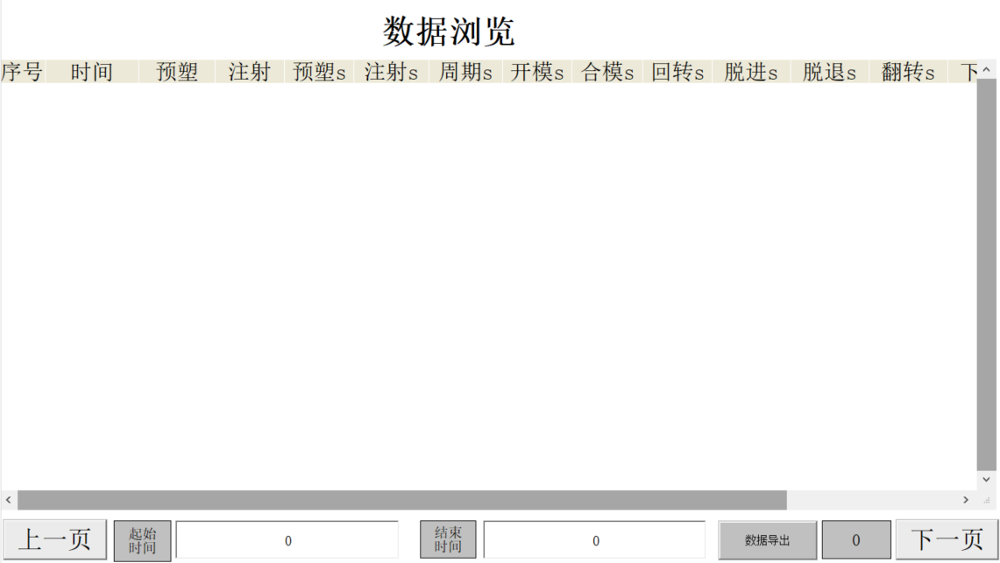 数据浏览
序号 时间 预塑 注射 预塑s 注射s 周期s 开模s 合模s 回转s 脱进s 脱退s 翻转s 下
上一页 起始时间 0 结束时间 0 数据导出 0 下一页